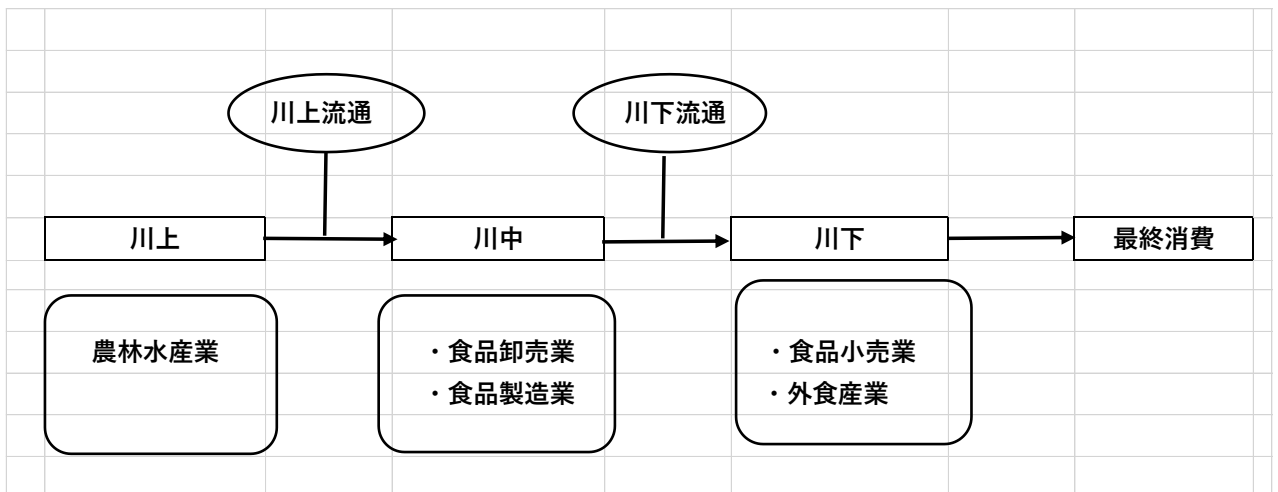 川上流通
川下流通
川上
川中
川下
最終消費
農林水産業
・食品卸売業
・食品製造業
・食品小売業
・外食産業